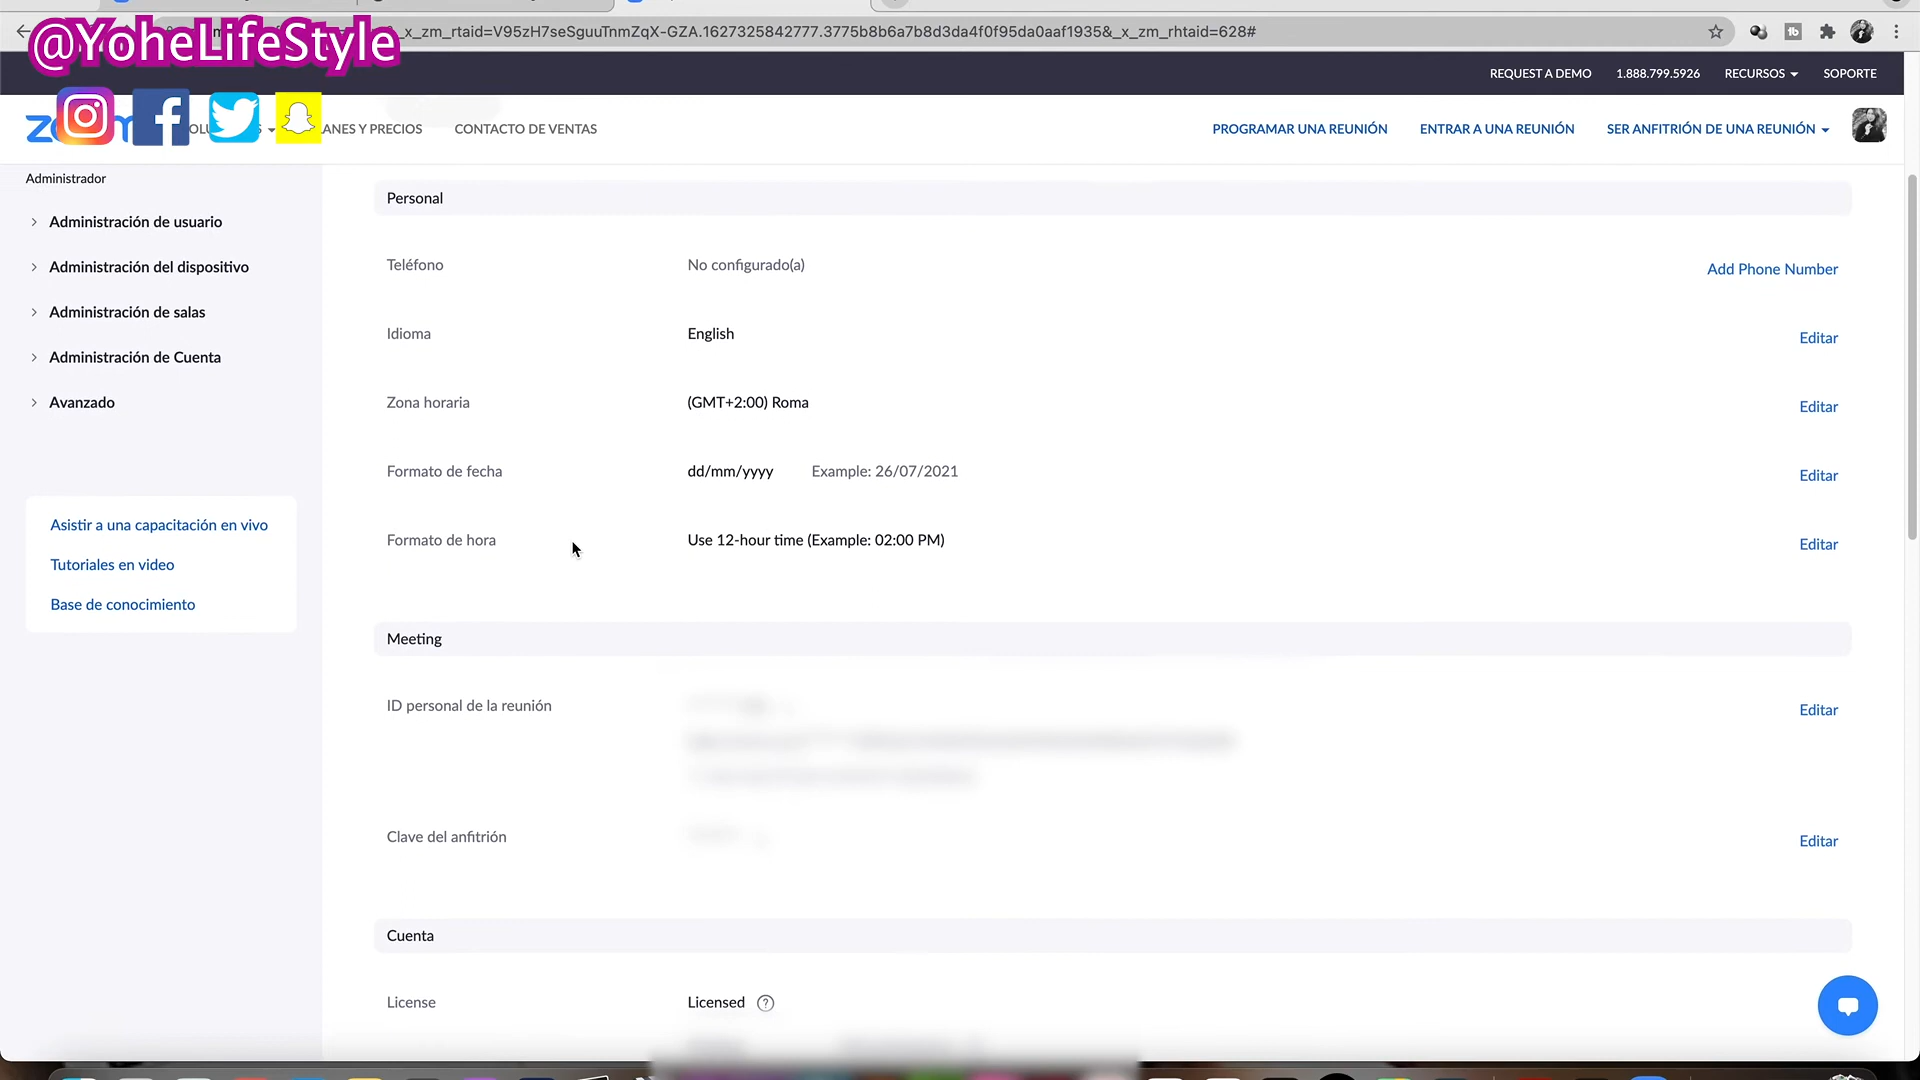 @YoheLifeStyle
_x_zm_rtaid=V95zH7seSguuTnmZqX-GZA.1627325842777.3775b8b6a7b8d3da4f0f95da0aaf1935&_x_zm_rhtaid=628#
REQUEST A DEMO 1.888.799.5926 RECURSOS SOPORTE
PRECIOS CONTACTO DE VENTAS PROGRAMAR UNA REUNIÓN ENTRAR A UNA REUNIÓN SER ANFITRIÓN DE UNA REUNIÓN
Administrador
Administración de usuario
Administración del dispositivo
Administración de salas
Administración de Cuenta
Avanzado
Asistir a una capacitación en vivo
Tutoriales en video
Base de conocimiento
Personal
Teléfono No configurado(a) Add Phone Number
Idioma English Editar
Zona horaria (GMT+2:00) Roma Editar
Formato de fecha dd/mm/yyyy Example: 26/07/2021 Editar
Formato de hora Use 12-hour time (Example: 02:00 PM) Editar
Meeting
ID personal de la reunión Editar
Clave del anfitrión Editar
Cuenta
License Licensed ?